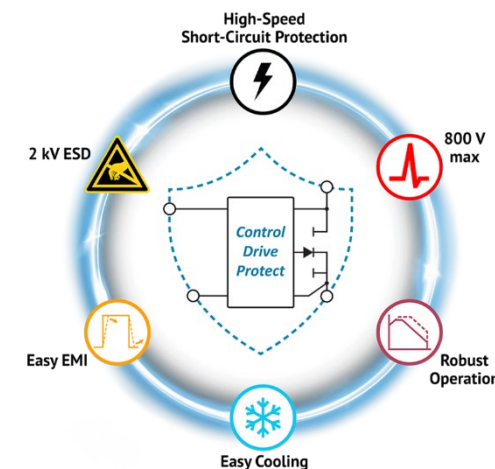 High-Speed
Short-Circuit Protection
2 kV ESD
800 V
max
Control
Drive
Protect
Easy EMI
Robust
Operation
Easy Cooling